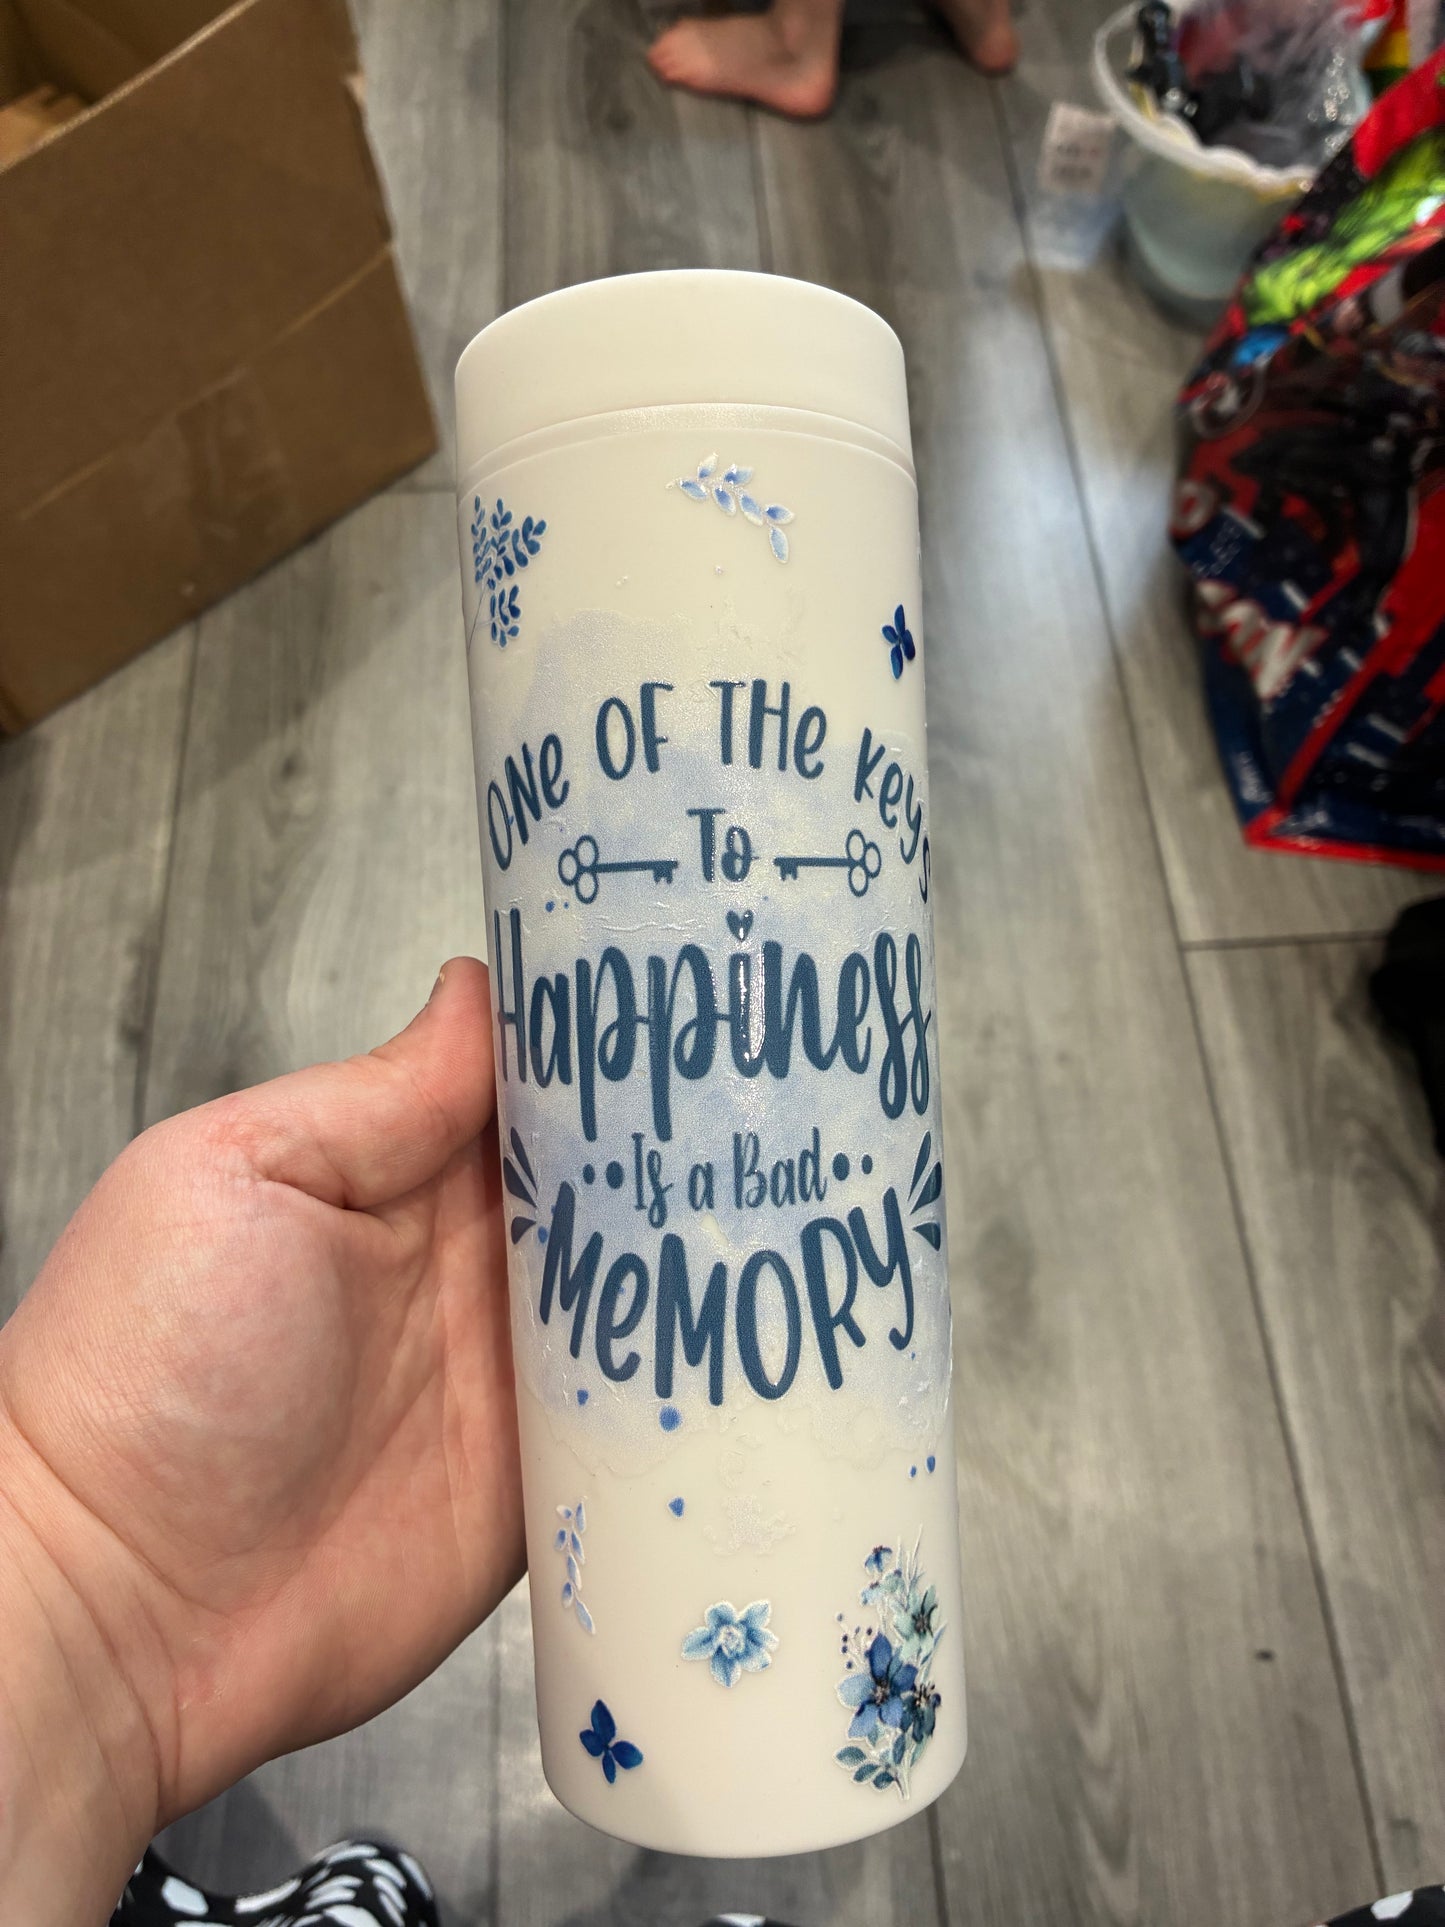 ONe OF THe Keys
To
Happiness
Is a Bad
MeMORy